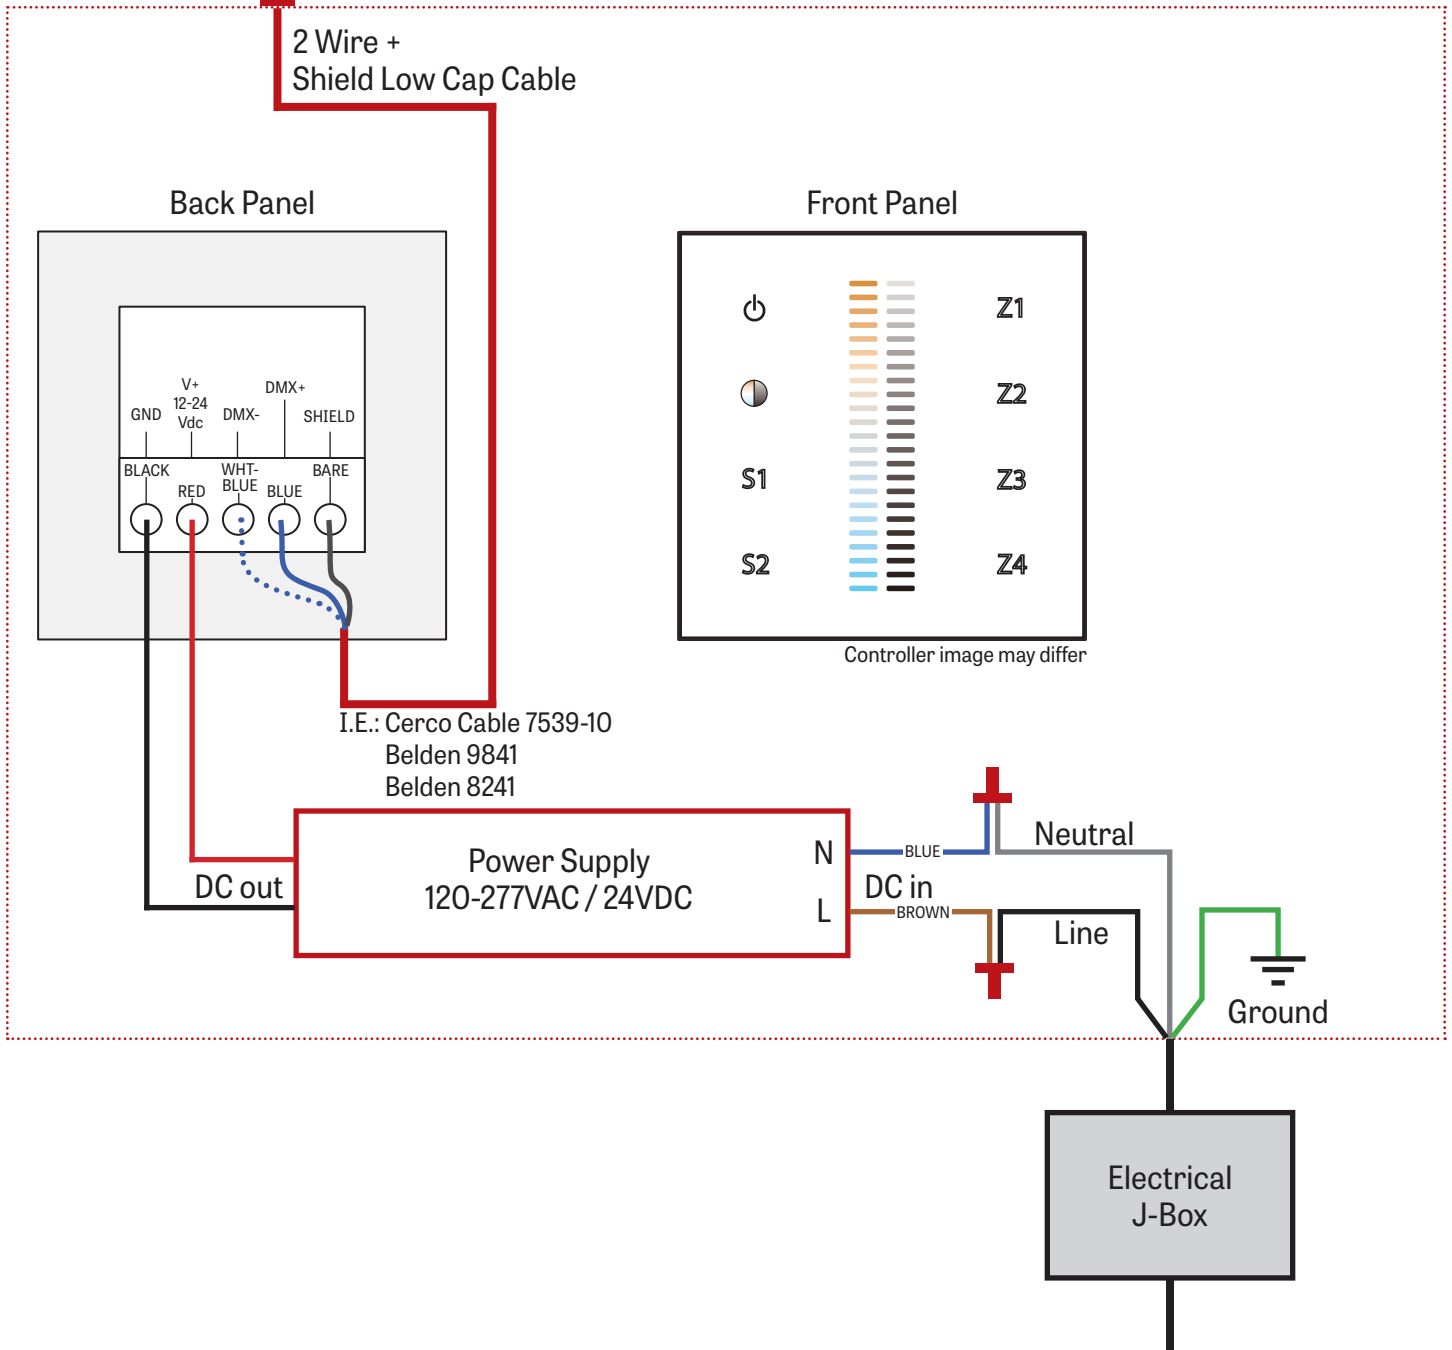 2 Wire +
Shield Low Cap Cable
Back Panel
Front Panel
GND
V+
12-24
Vdc
DMX-
DMX+
SHIELD
BLACK
RED
WHT-
BLUE
BLUE
BARE
S1
S2
Z1
Z2
Z3
Z4
Controller image may differ
I.E.: Cerco Cable 7539-10
Belden 9841
Belden 8241
DC out
Power Supply
120-277VAC / 24VDC
N
L
BLUE
DC in
BROWN
Neutral
Line
Ground
Electrical
J-Box